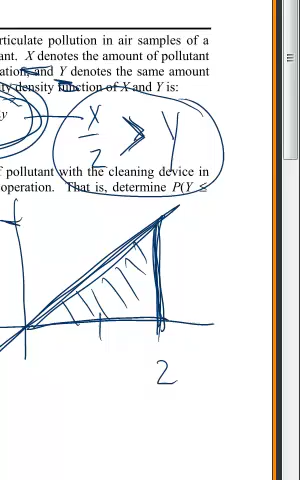 rticulate pollution in air samples of a
ant. X denotes the amount of pollutant
ation, and Y denotes the same amount
ty density function of X and Y is:
y
X/2 ≥ Y
f pollutant with the cleaning device in
operation. That is, determine P(Y ≤
2